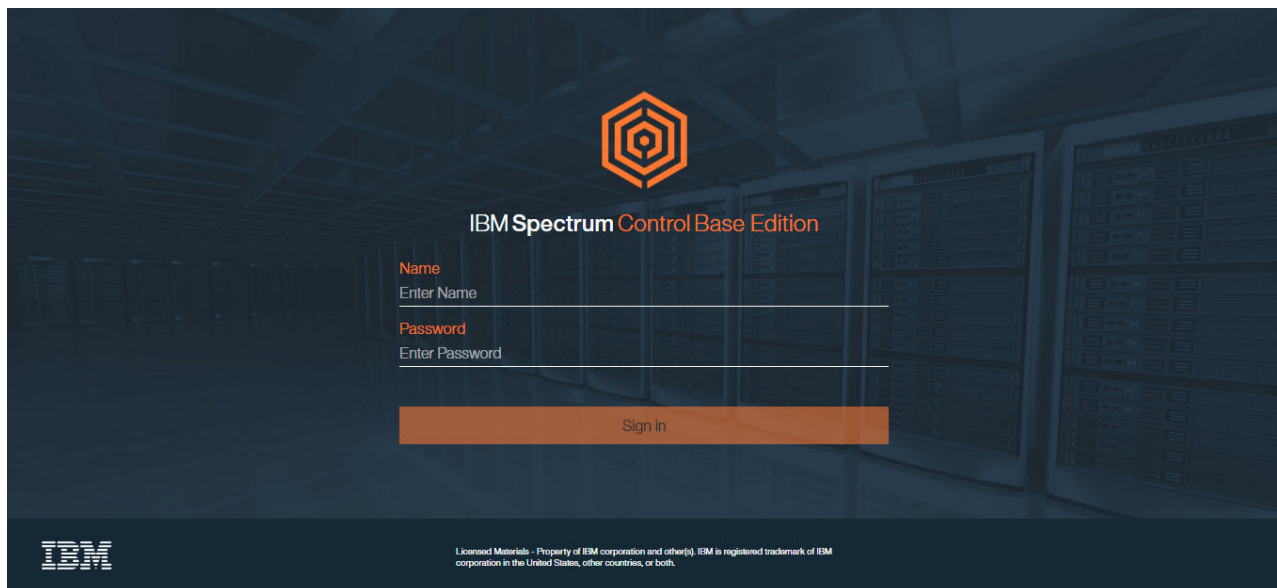 IBM Spectrum Control Base Edition
Name
Enter Name
Password
Enter Password
Sign in
IBM
Licensed Materials - Property of IBM corporation and other(s). IBM is registered trademark of IBM
corporation in the United States, other countries, or both.